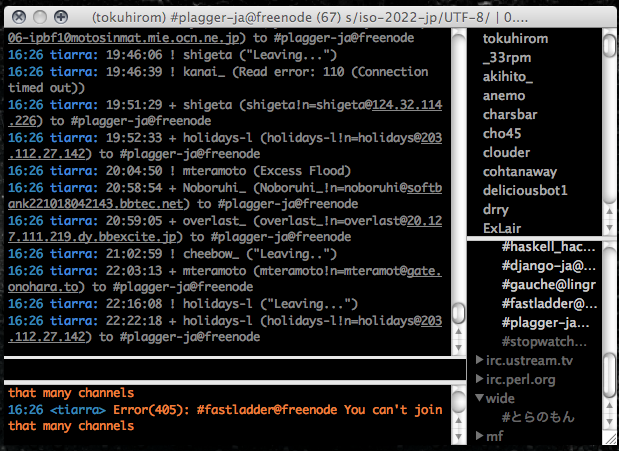 (tokuhirom) #plagger-ja@freenode (67) s/iso-2022-jp/UTF-8/ | 0....
06-ipbf10motosinmat.mie.ocn.ne.jp) to #plagger-ja@freenode
16:26 tiarra: 19:46:06 ! shigeta ("Leaving...")
16:26 tiarra: 19:46:39 ! kanai_ (Read error: 110 (Connection
timed out))
16:26 tiarra: 19:51:29 + shigeta (shigeta!n=shigeta@124.32.114
.226) to #plagger-ja@freenode
16:26 tiarra: 19:52:33 + holidays-l (holidays-l!n=holidays@203
.112.27.142) to #plagger-ja@freenode
16:26 tiarra: 20:04:50 ! mteramoto (Excess Flood)
16:26 tiarra: 20:58:54 + Noboruhi_ (Noboruhi_!n=noboruhi@softb
ank221018042143.bbtec.net) to #plagger-ja@freenode
16:26 tiarra: 20:59:05 + overlast_ (overlast_!n=overlast@20.12
7.111.219.dy.bbexcite.jp) to #plagger-ja@freenode
16:26 tiarra: 21:02:59 ! cheebow_ ("Leaving..")
16:26 tiarra: 22:03:13 + mteramoto (mteramoto!n=mteramot@gate.
onohara.to) to #plagger-ja@freenode
16:26 tiarra: 22:16:08 ! holidays-l ("Leaving...")
16:26 tiarra: 22:22:18 + holidays-l (holidays-l!n=holidays@203
.112.27.142) to #plagger-ja@freenode
that many channels
16:26 <tiarra> Error(405): #fastladder@freenode You can't join
that many channels
tokuhirom
_33rpm
akihito_
anemo
charsbar
cho45
clouder
cohtanaway
deliciousbot1
drry
ExLair
#haskell_hac...
#django-ja@...
#gauche@lingr
#fastladder@...
#plagger-ja...
#stopwatch...
irc.ustream.tv
irc.perl.org
wide
#とらのもん
mf